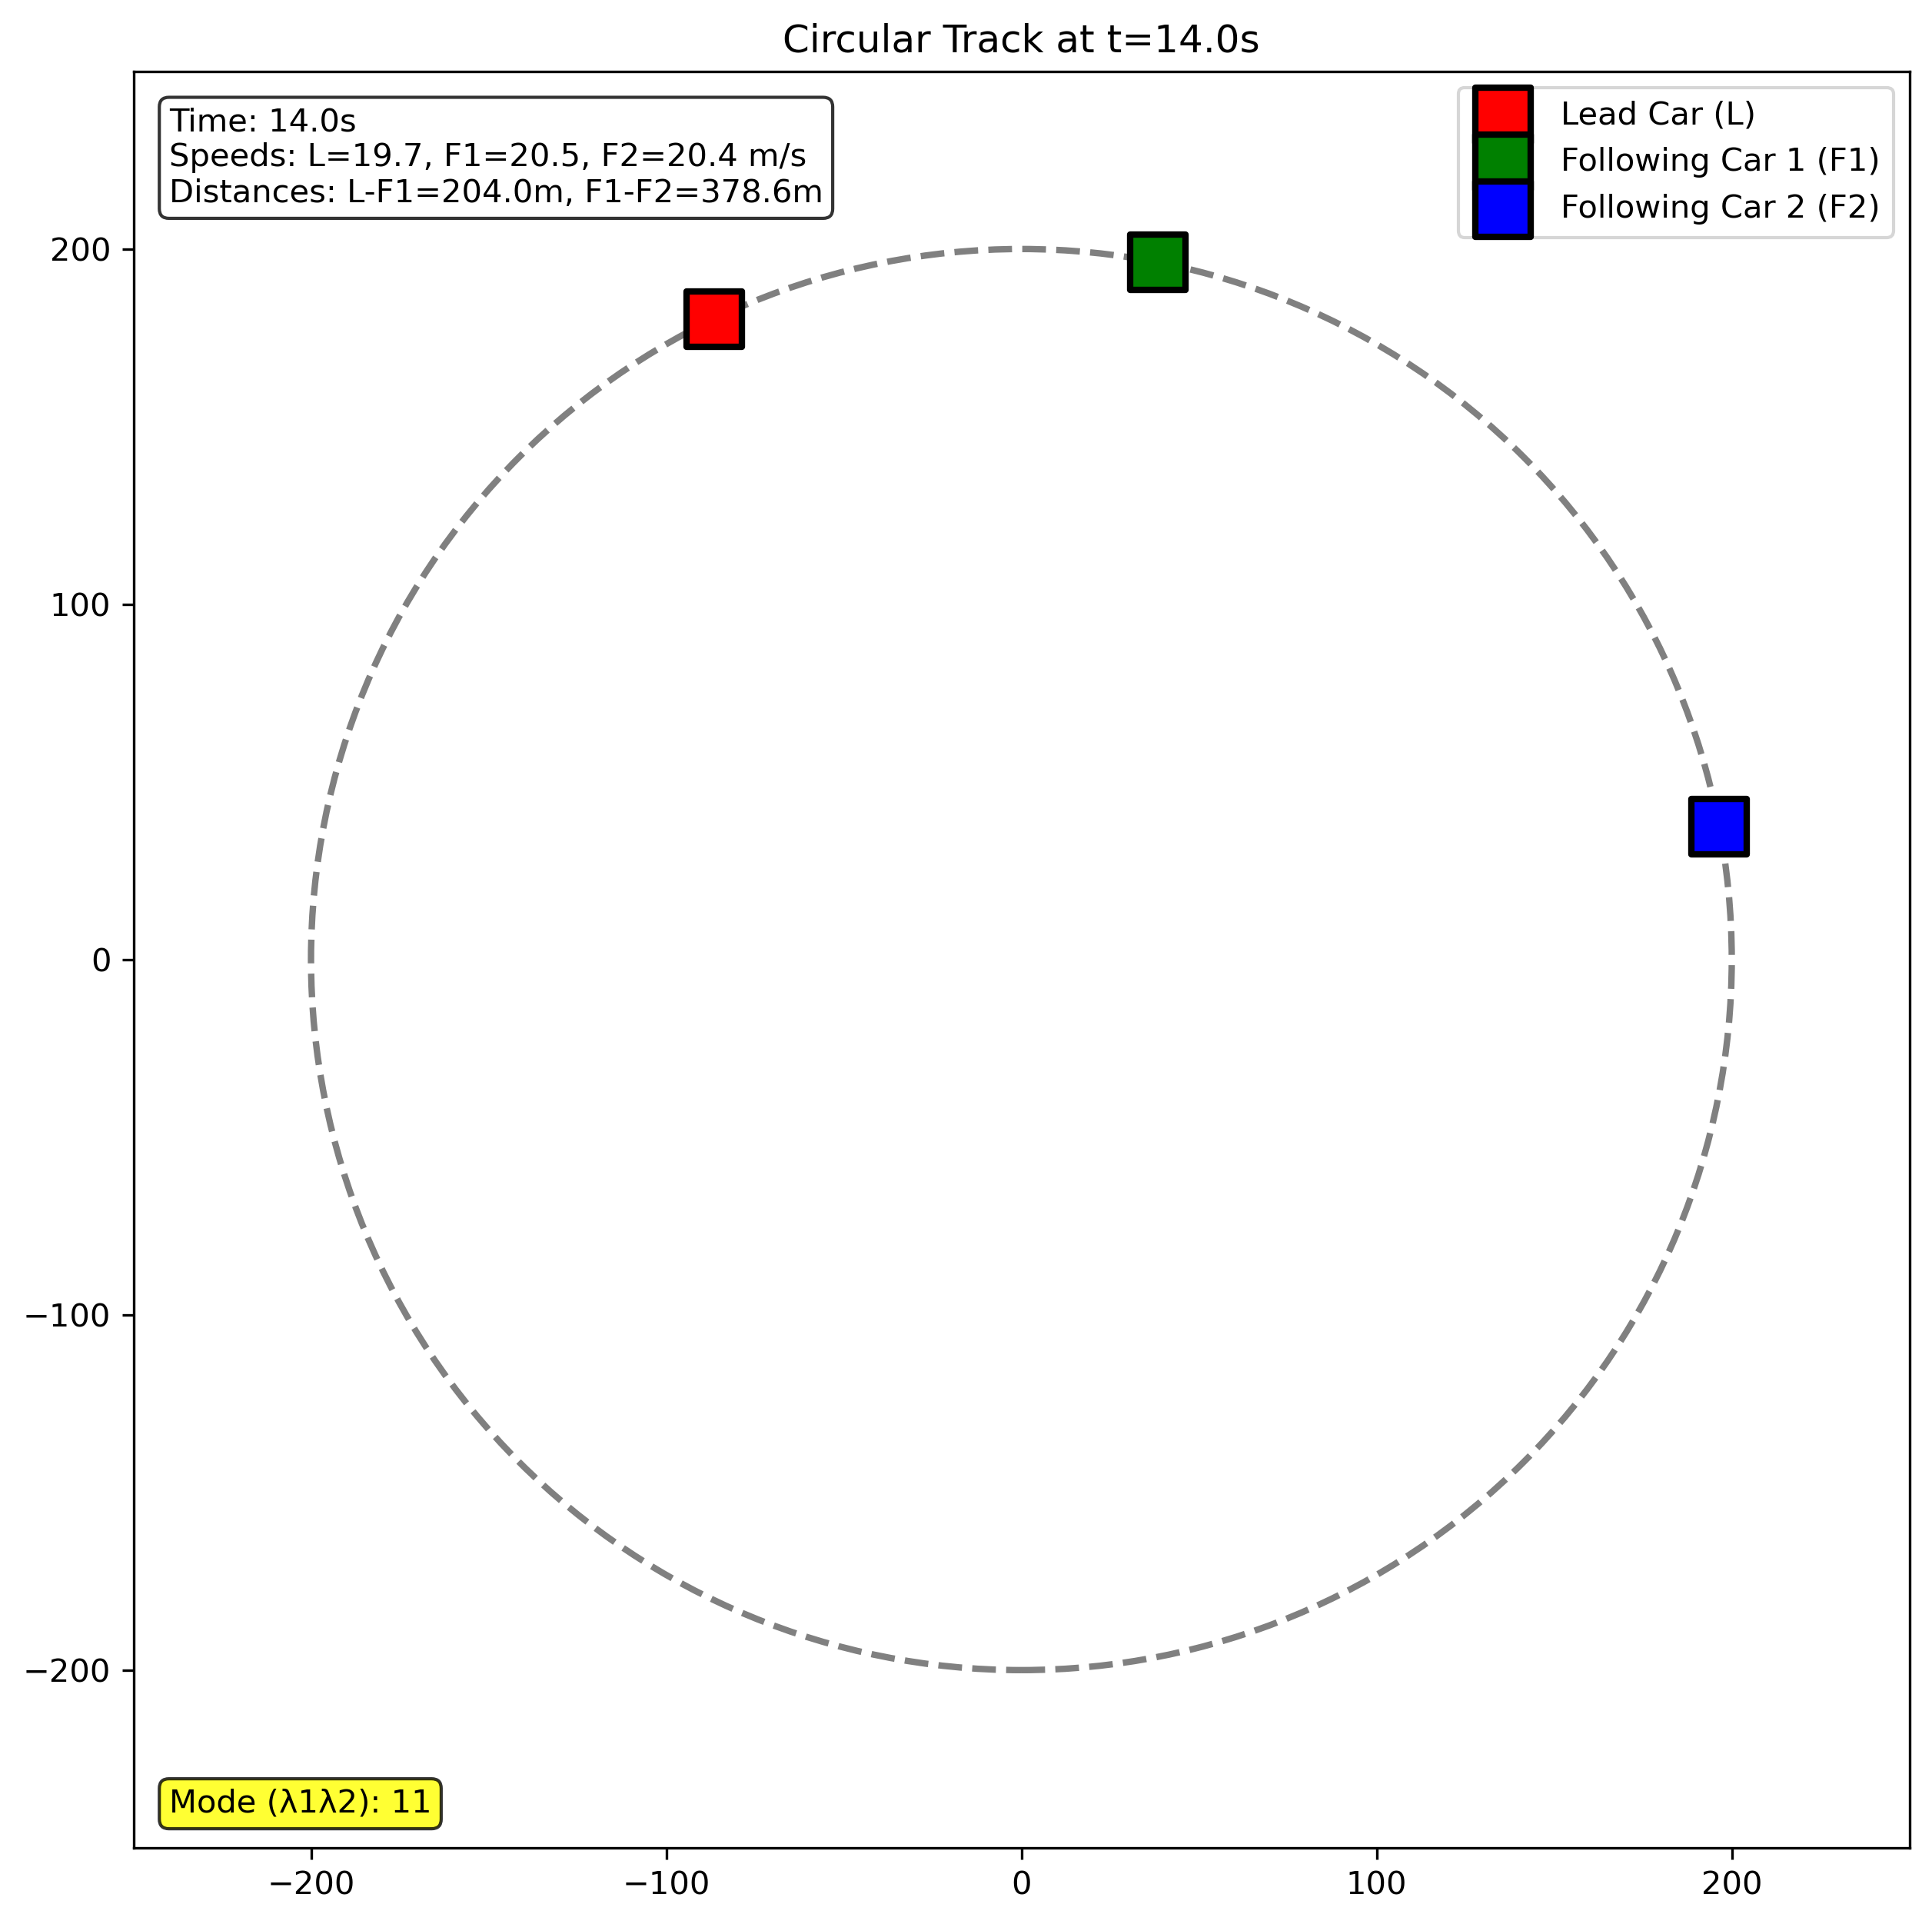 Circular Track at t=14.0s
Time: 14.0s
Speeds: L=19.7, F1=20.5, F2=20.4 m/s
Distances: L-F1=204.0m, F1-F2=378.6m
Lead Car (L)
Following Car 1 (F1)
Following Car 2 (F2)
200
100
0
−100
−200
Mode (λ1λ2): 11
−200
−100
0
100
200